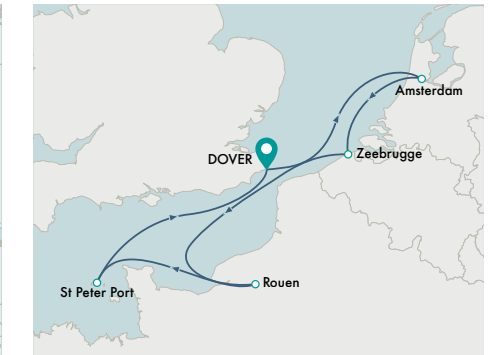 Amsterdam
DOVER
Zeebrugge
St Peter Port
Rouen